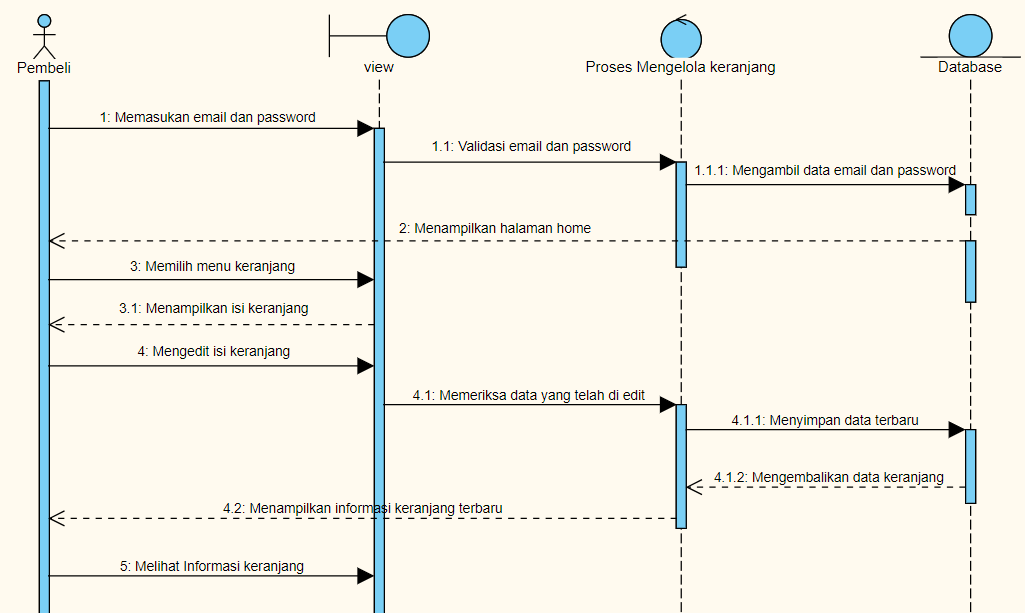 Pembeli
view
Proses Mengelola keranjang
Database
1: Memasukan email dan password
1.1: Validasi email dan password
1.1.1: Mengambil data email dan password
2: Menampilkan halaman home
3: Memilih menu keranjang
3.1: Menampilkan isi keranjang
4: Mengedit isi keranjang
4.1: Memeriksa data yang telah di edit
4.1.1: Menyimpan data terbaru
4.1.2: Mengembalikan data keranjang
4.2: Menampilkan informasi keranjang terbaru
5: Melihat Informasi keranjang